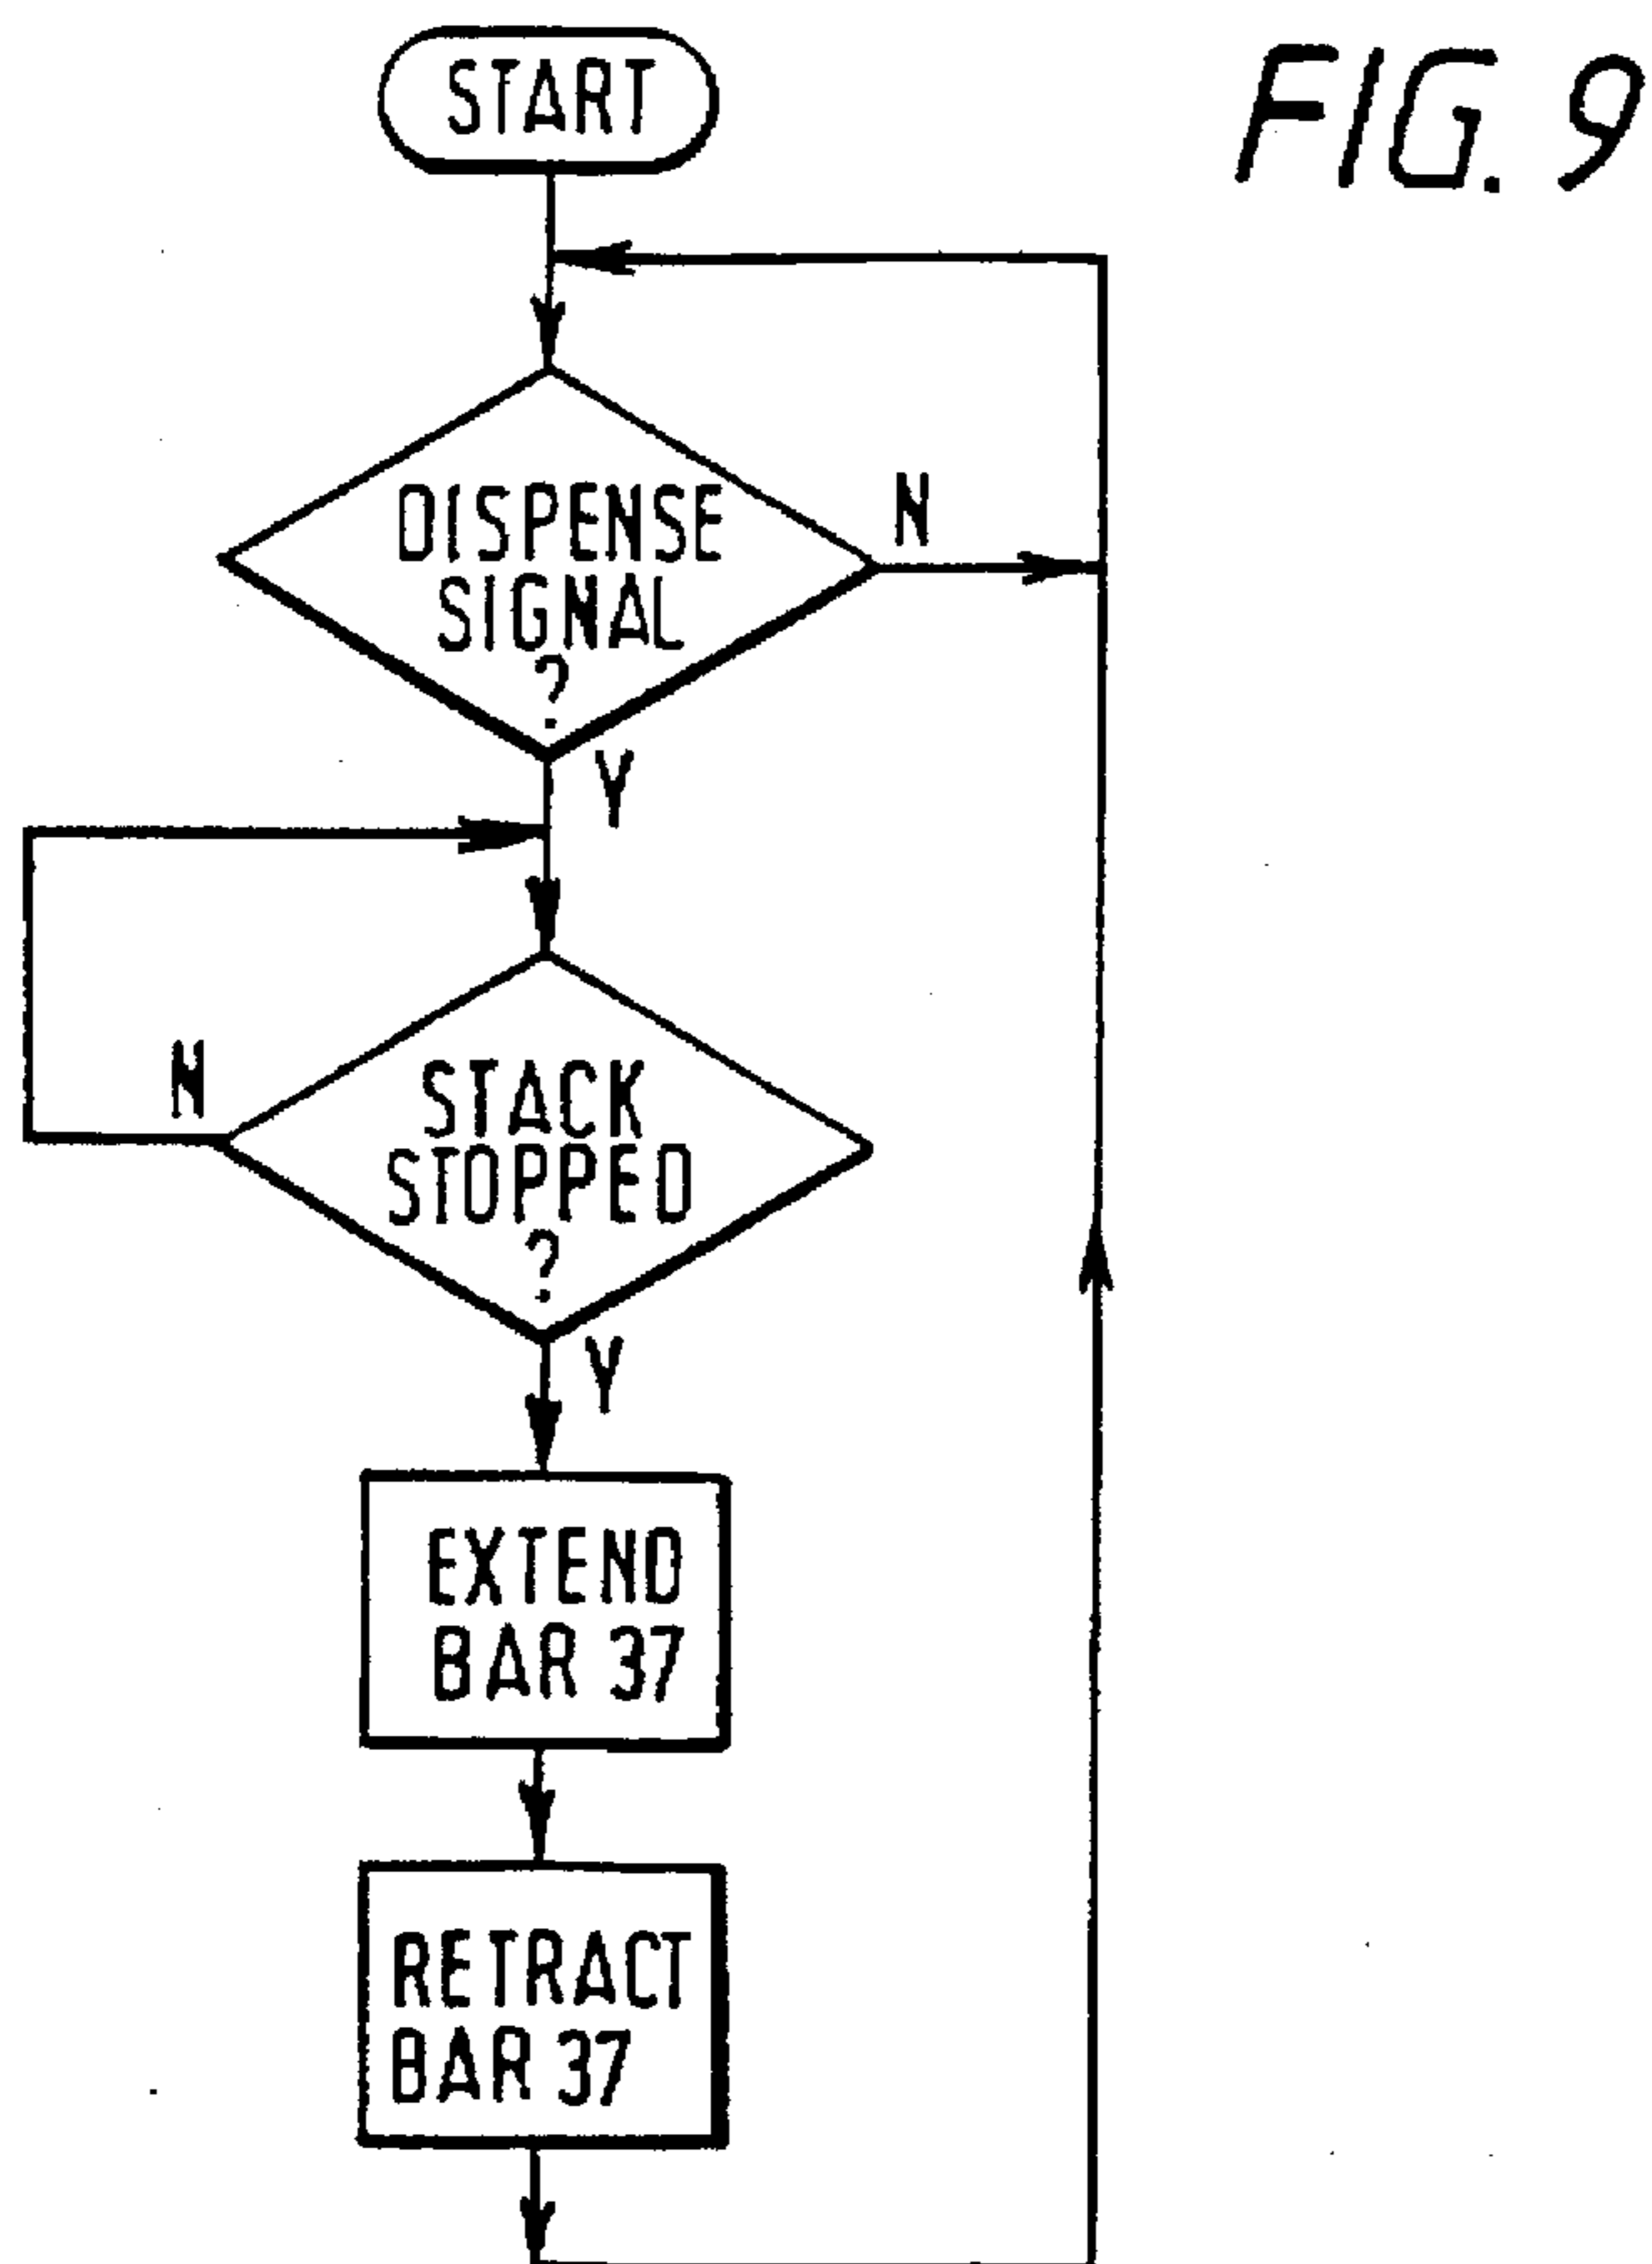 START
FIG. 9
DISPENSE
SIGNAL
?
N
Y
STACK
STOPPED
?
N
Y
EXTEND
BAR 37
RETRACT
BAR 37